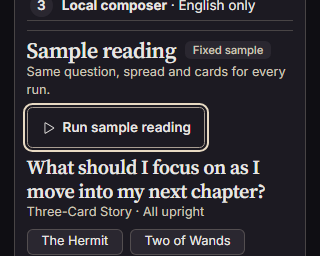 3 Local composer · English only
Sample reading Fixed sample
Same question, spread and cards for every
run.
Run sample reading
What should I focus on as I
move into my next chapter?
Three-Card Story · All upright
The Hermit Two of Wands